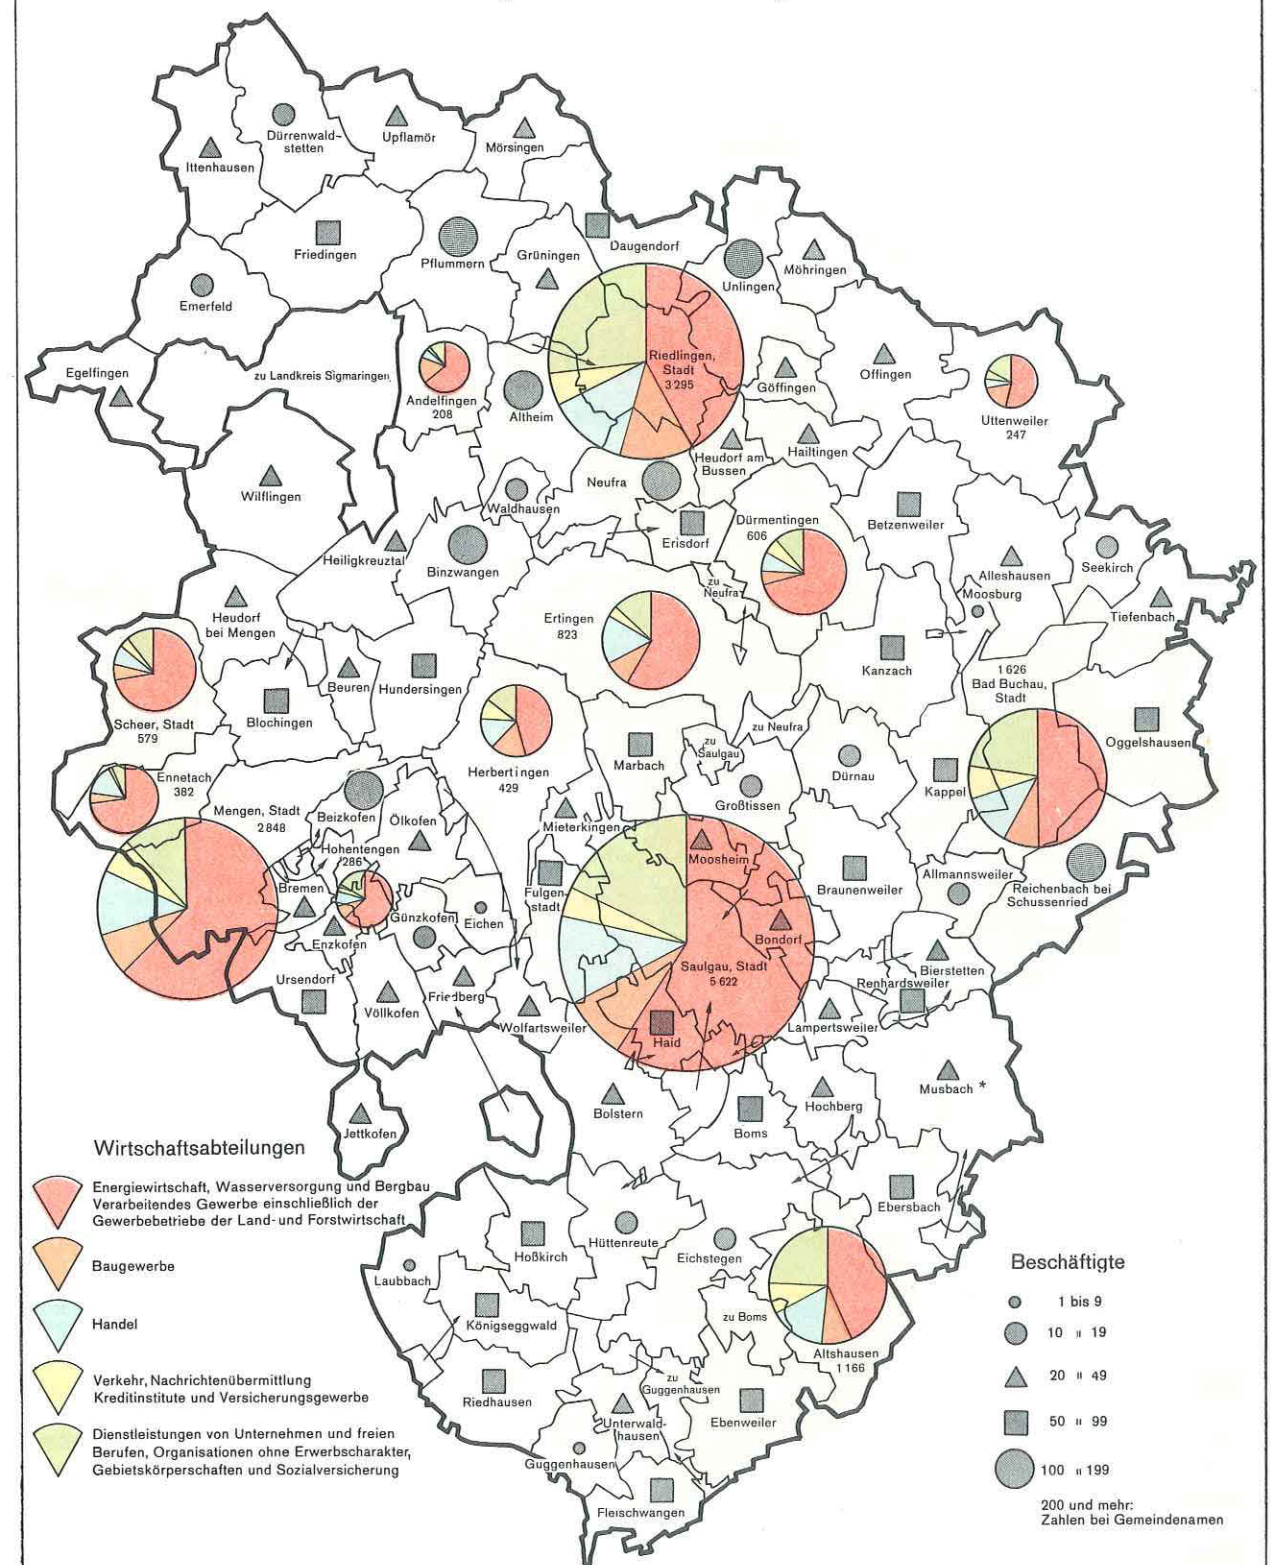 Dürrenwald-
stetten
Upflamör
Mörsingen
Ittenhausen
Friedingen
Pflummern
Grüningen
Daugendorf
Unlingen
Möhringen
Emerfeld
Egelfingen
zu Landkreis Sigmaringen
Andelfingen
208
Altheim
Riedlingen,
Stadt
3 295
Göffingen
Offingen
Uttenweiler
247
Wilflingen
Waldhausen
Neufra
Heudorf am
Bussen
Hailtingen
Heiligkreuztal
Binzwangen
Erisdorf
Dürmentingen
606
Betzenweiler
Alleshausen
Seekirch
Moosburg
Tiefenbach
Heudorf
bei Mengen
Ertingen
823
zu
Neufra
Kanzach
Scheer, Stadt
579
Blochingen
Beuren
Hundersingen
1 626
Bad Buchau,
Stadt
Oggelshausen
Herbertingen
429
Marbach
zu
Saulgau
zu Neufra
Dürnau
Kappel
Großtissen
Ennetach
382
Mengen, Stadt
2 848
Beizkofen
Ölkofen
Mieterkingen
Hohentengen
286
Moosheim
Bremen
Günzkofen
Eichen
Fulgen-
stadt
Braunenweiler
Allmannsweiler
Reichenbach bei
Schussenried
Enzkofen
Bondorf
Ursendorf
Völlkofen
Friedberg
Wolfartsweiler
Saulgau, Stadt
5 622
Haid
Lampertsweiler
Bierstetten
Renhardsweiler
Jettkofen
Bolstern
Boms
Hochberg
Musbach *
Ebersbach
Hoßkirch
Hüttenreute
Eichstegen
Laubbach
Königseggwald
zu Boms
Altshausen
1 166
Riedhausen
zu
Guggenhausen
Unterwald-
hausen
Ebenweiler
Guggenhausen
Fleischwangen
Wirtschaftsabteilungen
Energiewirtschaft, Wasserversorgung und Bergbau
Verarbeitendes Gewerbe einschließlich der
Gewerbebetriebe der Land- und Forstwirtschaft
Baugewerbe
Handel
Verkehr, Nachrichtenübermittlung
Kreditinstitute und Versicherungsgewerbe
Dienstleistungen von Unternehmen und freien
Berufen, Organisationen ohne Erwerbscharakter,
Gebietskörperschaften und Sozialversicherung
Beschäftigte
1 bis 9
10 " 19
20 " 49
50 " 99
100 " 199
200 und mehr:
Zahlen bei Gemeindenamen